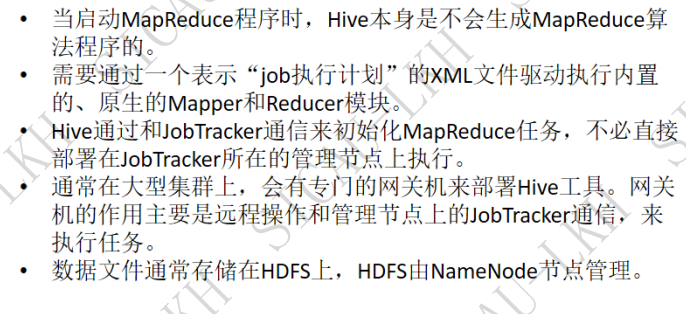 • 当启动MapReduce程序时，Hive本身是不会生成MapReduce算
法程序的。
• 需要通过一个表示“job执行计划”的XML文件驱动执行内置
的、原生的Mapper和Reducer模块。
• Hive通过和JobTracker通信来初始化MapReduce任务，不必直接
部署在JobTracker所在的管理节点上执行。
• 通常在大型集群上，会有专门的网关机来部署Hive工具。网关
机的作用主要是远程操作和管理节点上的JobTracker通信，来
执行任务。
• 数据文件通常存储在HDFS上，HDFS由NameNode节点管理。